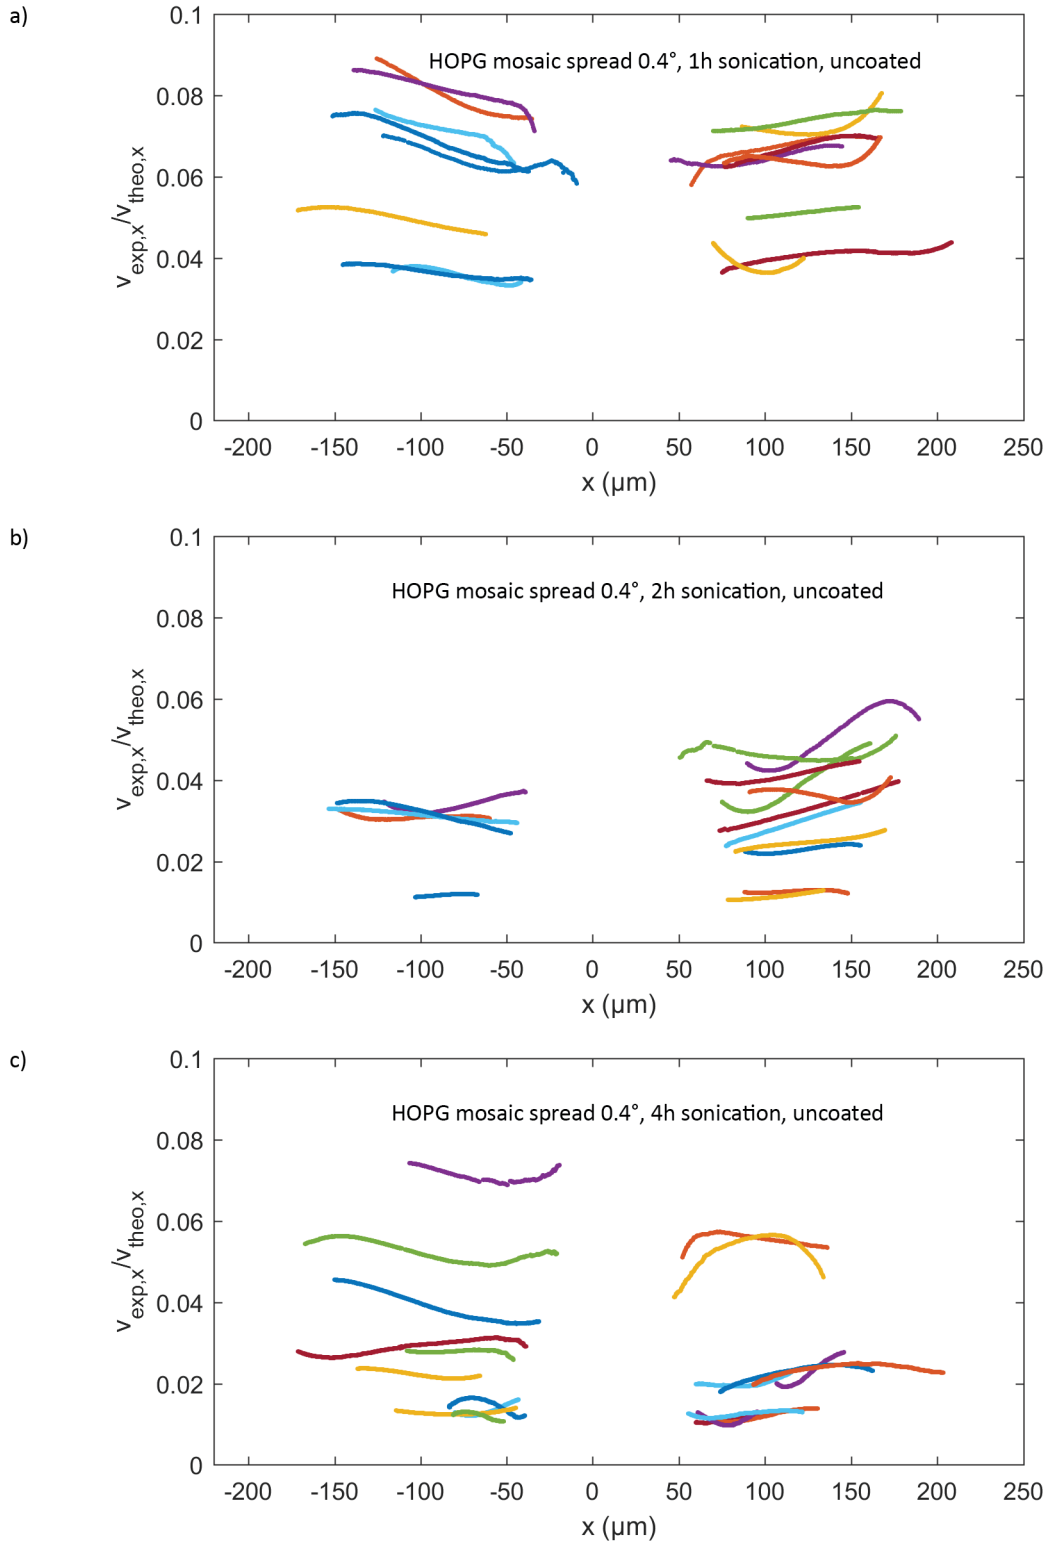 a)
0.1
HOPG mosaic spread 0.4°, 1h sonication, uncoated
0.08
0.06
0.04
0.02
0
v_exp,x/v_theo,x
-200 -150 -100 -50 0 50 100 150 200 250
x (µm)
b)
0.1
HOPG mosaic spread 0.4°, 2h sonication, uncoated
0.08
0.06
0.04
0.02
0
v_exp,x/v_theo,x
-200 -150 -100 -50 0 50 100 150 200 250
x (µm)
c)
0.1
HOPG mosaic spread 0.4°, 4h sonication, uncoated
0.08
0.06
0.04
0.02
0
v_exp,x/v_theo,x
-200 -150 -100 -50 0 50 100 150 200 250
x (µm)